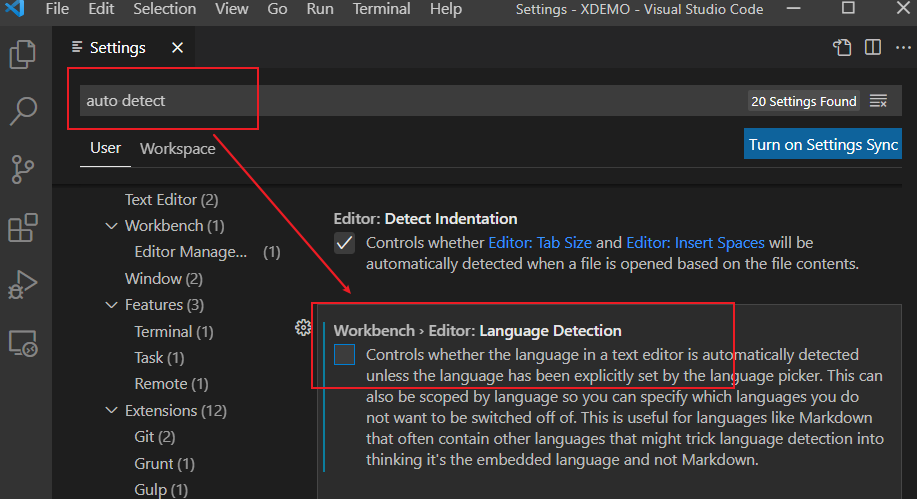 File Edit Selection View Go Run Terminal Help Settings - XDEMO - Visual Studio Code
Settings
auto detect 20 Settings Found
User Workspace Turn on Settings Sync
Text Editor (2)
Workbench (1)
Editor Manage... (1)
Window (2)
Features (3)
Terminal (1)
Task (1)
Remote (1)
Extensions (12)
Git (2)
Grunt (1)
Gulp (1)
Editor: Detect Indentation
Controls whether Editor: Tab Size and Editor: Insert Spaces will be
automatically detected when a file is opened based on the file contents.
Workbench › Editor: Language Detection
Controls whether the language in a text editor is automatically detected
unless the language has been explicitly set by the language picker. This can
also be scoped by language so you can specify which languages you do
not want to be switched off of. This is useful for languages like Markdown
that often contain other languages that might trick language detection into
thinking it's the embedded language and not Markdown.